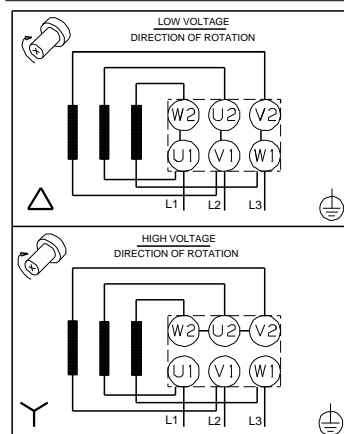 LOW VOLTAGE
DIRECTION OF ROTATION
W2 U2 V2
U1 V1 W1
L1 L2 L3
HIGH VOLTAGE
DIRECTION OF ROTATION
W2 U2 V2
U1 V1 W1
L1 L2 L3